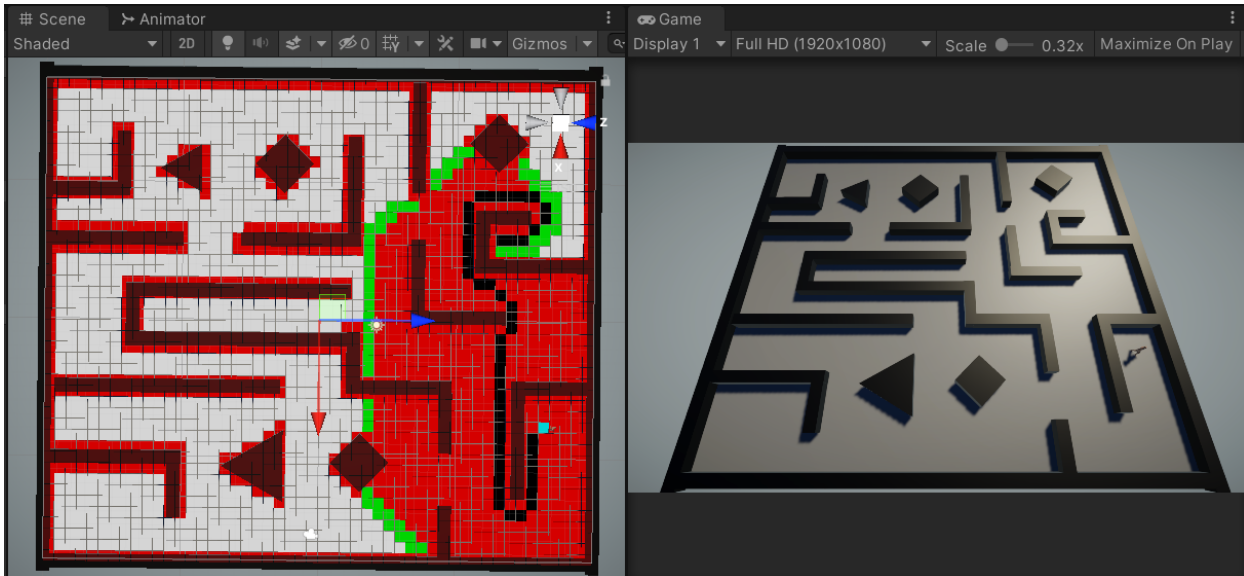 Scene
Animator
Shaded
2D
0
Gizmos
z
x
Game
Display 1
Full HD (1920x1080)
Scale
0.32x
Maximize On Play